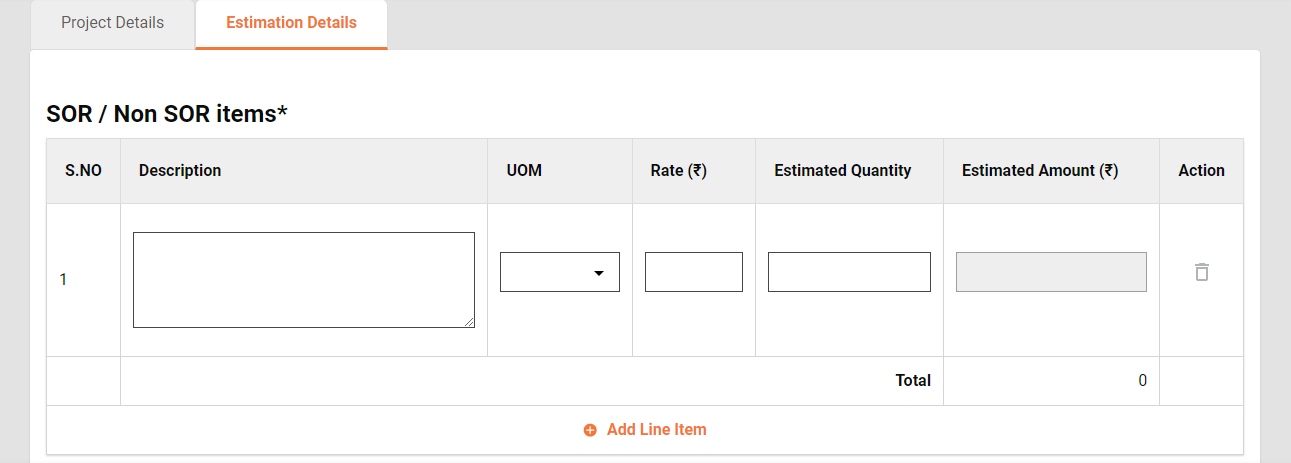 Project Details
Estimation Details
SOR / Non SOR items*
S.NO Description UOM Rate (₹) Estimated Quantity Estimated Amount (₹) Action
1
Total 0
Add Line Item